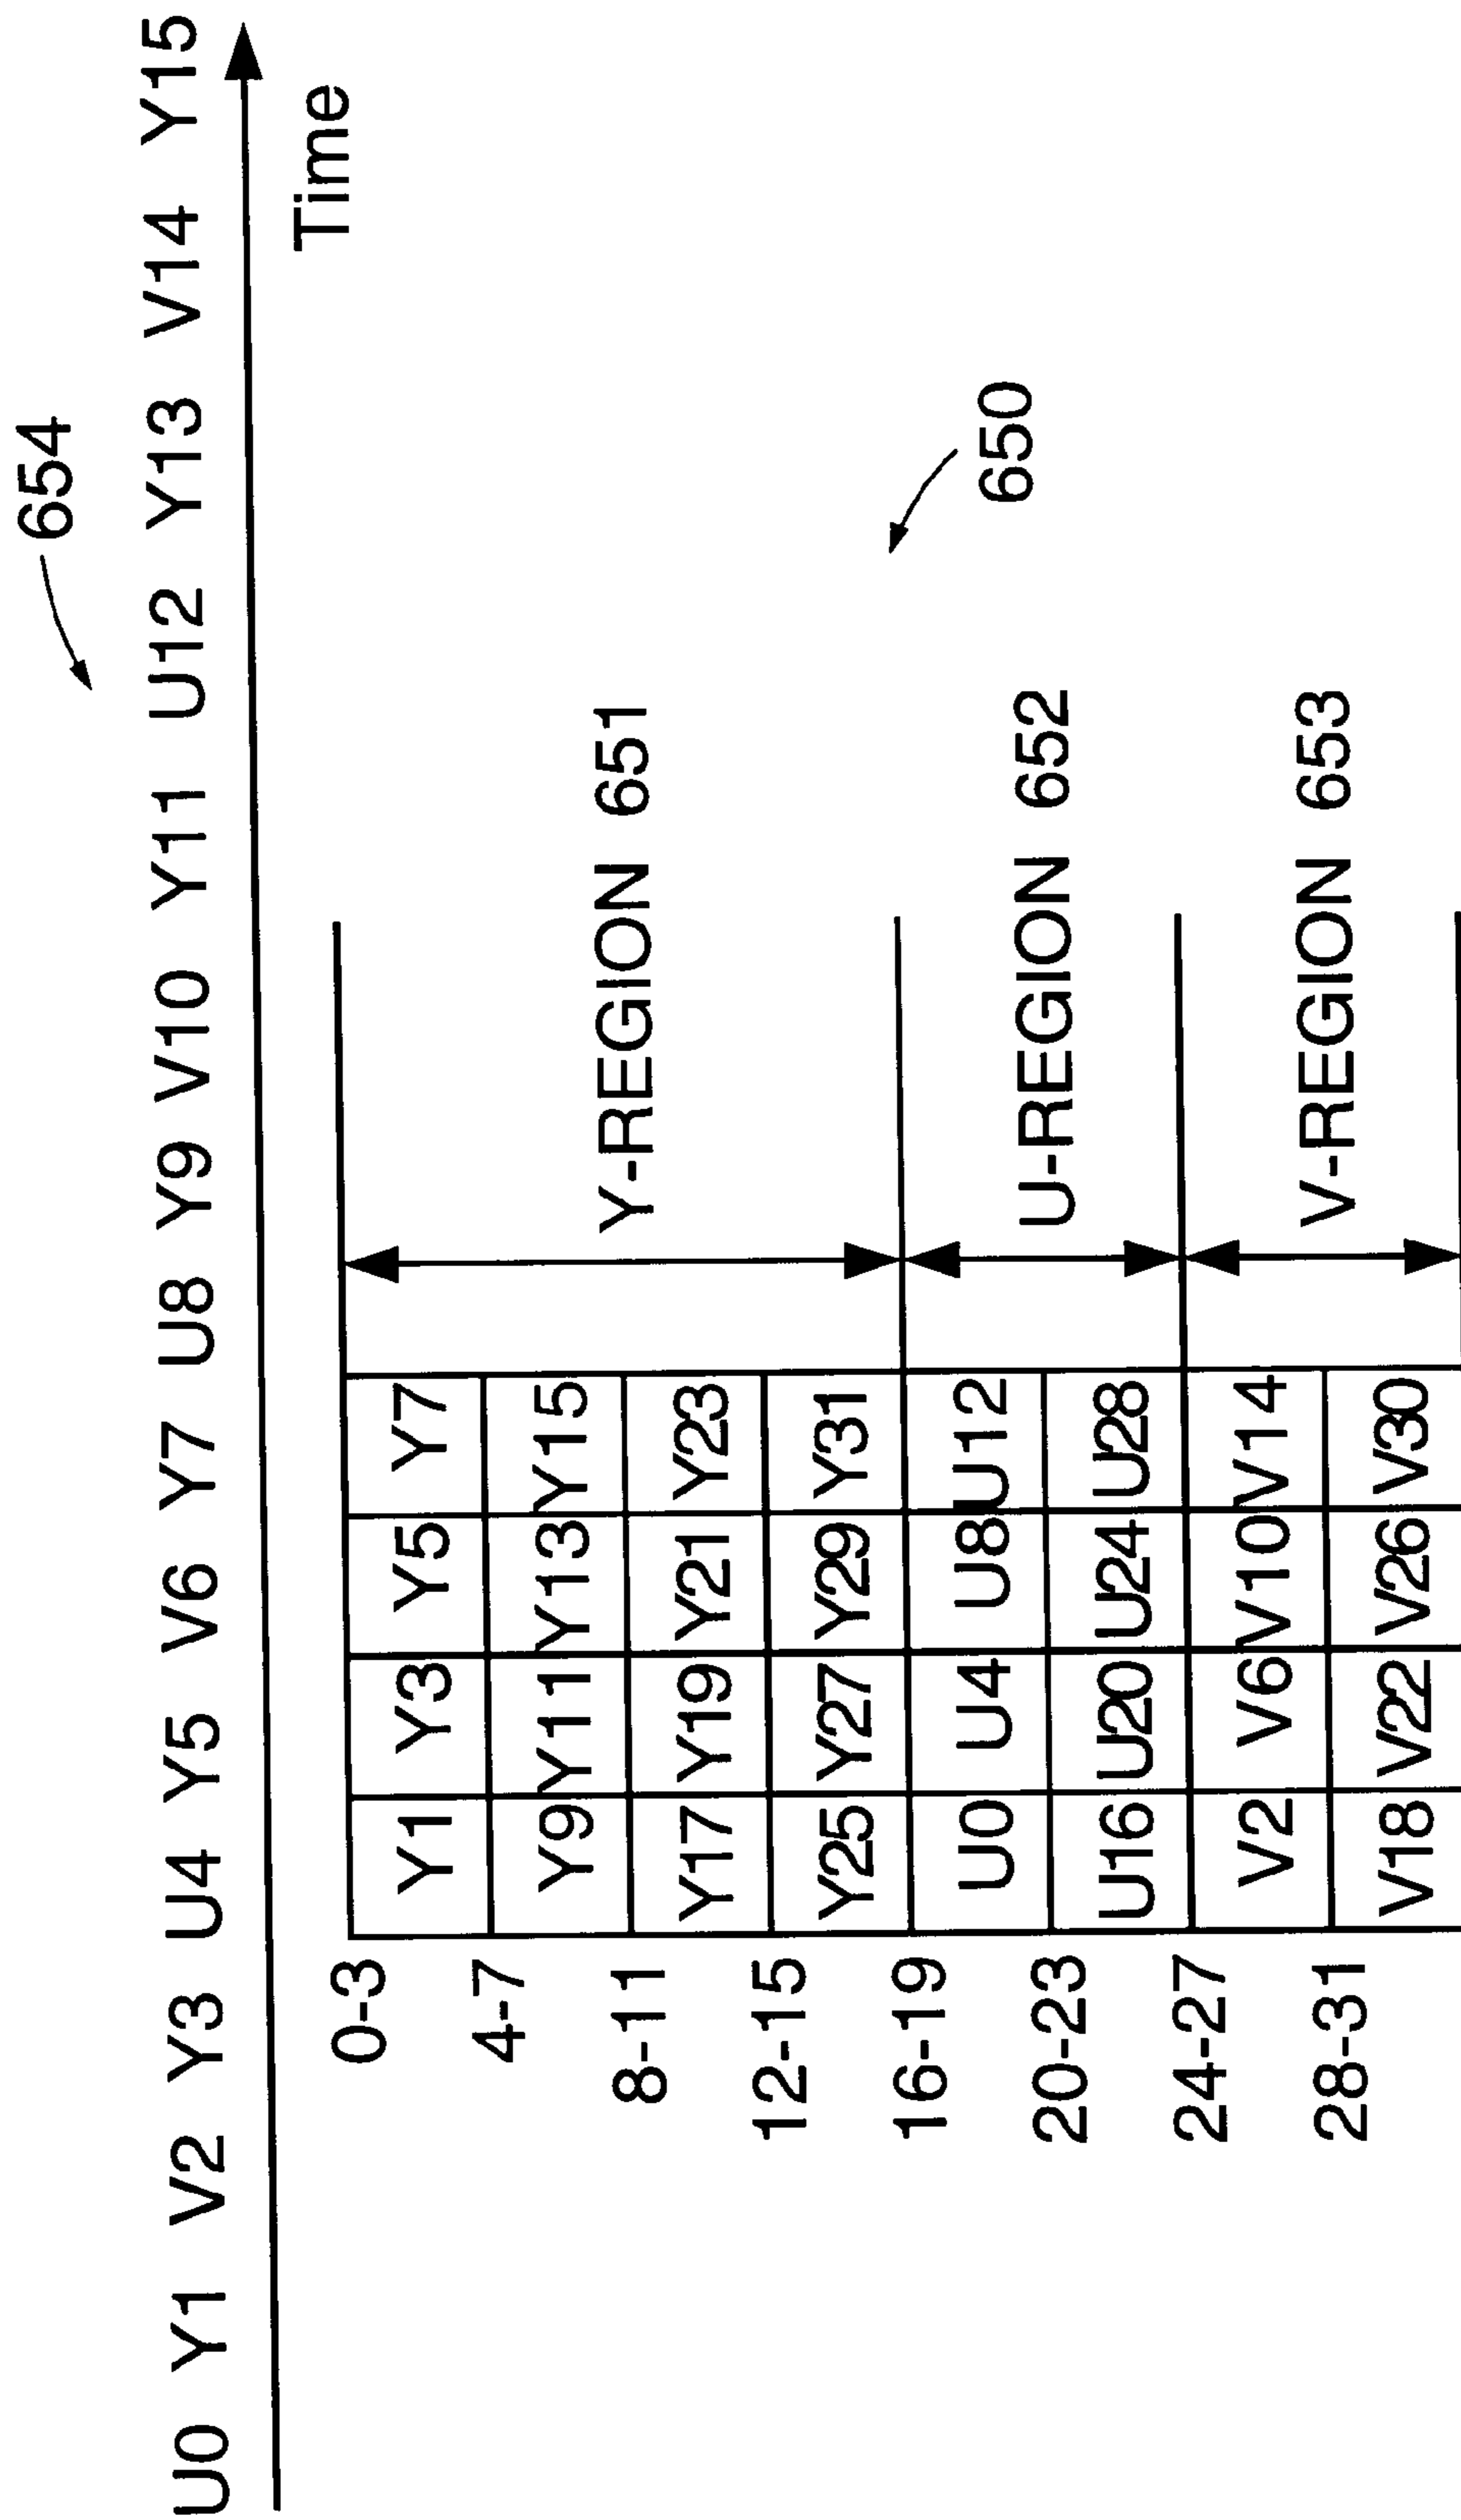 654
U0 Y1 V2 Y3 U4 Y5 V6 Y7 U8 Y9 V10 Y11 U12 Y13 V14 Y15
Time
0-3 Y1 Y3 Y5 Y7
4-7 Y9 Y11 Y13 Y15
8-11 Y17 Y19 Y21 Y23
Y-REGION 651
12-15 Y25 Y27 Y29 Y31
16-19 U0 U4 U8 U12
650
U-REGION 652
20-23 U16 U20 U24 U28
24-27 V2 V6 V10 V14
V-REGION 653
28-31 V18 V22 V26 V30